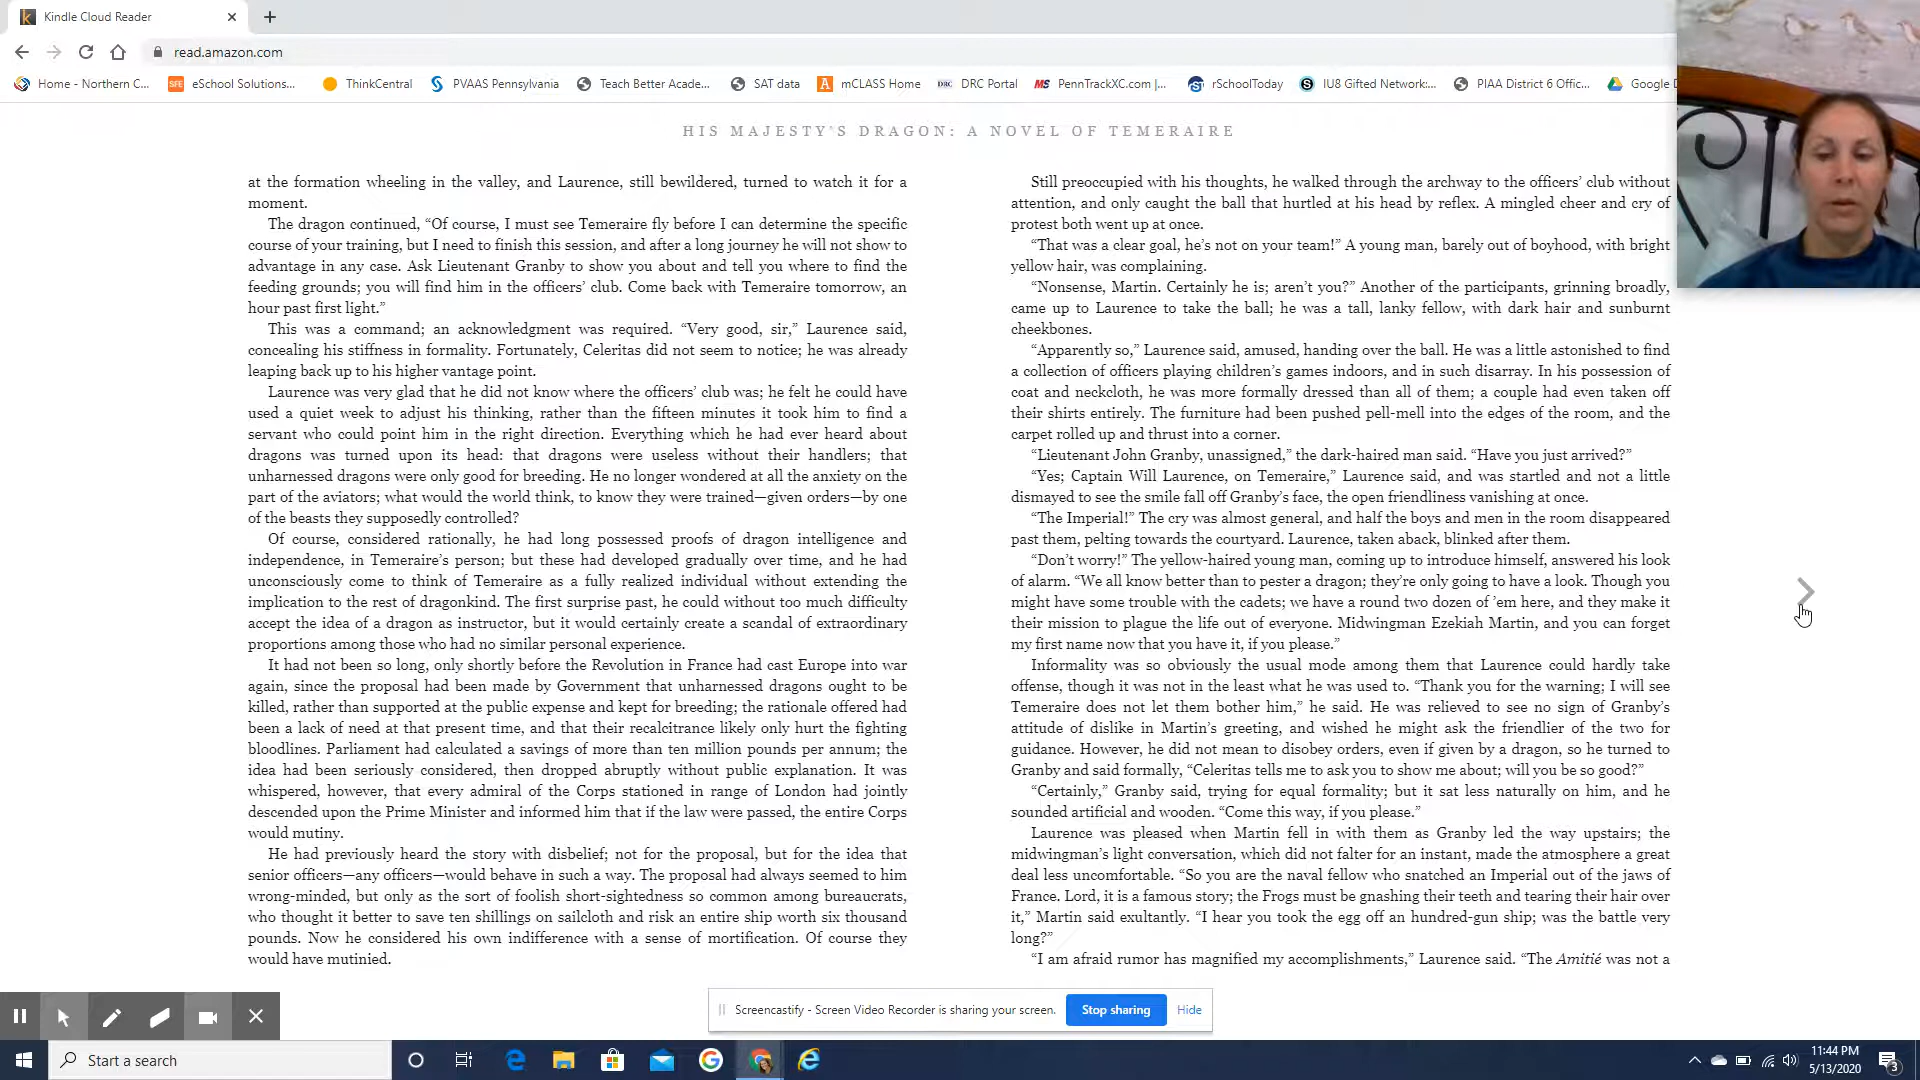 Kindle Cloud Reader
read.amazon.com
Home - Northern C... eSchool Solutions... ThinkCentral PVAAS Pennsylvania Teach Better Acade... SAT data mCLASS Home DRC Portal PennTrackXC.com |... rSchoolToday IU8 Gifted Network:... PIAA District 6 Offic... Google D
HIS MAJESTY'S DRAGON: A NOVEL OF TEMERAIRE
at the formation wheeling in the valley, and Laurence, still bewildered, turned to watch it for a
moment.
The dragon continued, “Of course, I must see Temeraire fly before I can determine the specific
course of your training, but I need to finish this session, and after a long journey he will not show to
advantage in any case. Ask Lieutenant Granby to show you about and tell you where to find the
feeding grounds; you will find him in the officers’ club. Come back with Temeraire tomorrow, an
hour past first light.”
This was a command; an acknowledgment was required. “Very good, sir,” Laurence said,
concealing his stiffness in formality. Fortunately, Celeritas did not seem to notice; he was already
leaping back up to his higher vantage point.
Laurence was very glad that he did not know where the officers’ club was; he felt he could have
used a quiet week to adjust his thinking, rather than the fifteen minutes it took him to find a
servant who could point him in the right direction. Everything which he had ever heard about
dragons was turned upon its head: that dragons were useless without their handlers; that
unharnessed dragons were only good for breeding. He no longer wondered at all the anxiety on the
part of the aviators; what would the world think, to know they were trained—given orders—by one
of the beasts they supposedly controlled?
Of course, considered rationally, he had long possessed proofs of dragon intelligence and
independence, in Temeraire’s person; but these had developed gradually over time, and he had
unconsciously come to think of Temeraire as a fully realized individual without extending the
implication to the rest of dragonkind. The first surprise past, he could without too much difficulty
accept the idea of a dragon as instructor, but it would certainly create a scandal of extraordinary
proportions among those who had no similar personal experience.
It had not been so long, only shortly before the Revolution in France had cast Europe into war
again, since the proposal had been made by Government that unharnessed dragons ought to be
killed, rather than supported at the public expense and kept for breeding; the rationale offered had
been a lack of need at that present time, and that their recalcitrance likely only hurt the fighting
bloodlines. Parliament had calculated a savings of more than ten million pounds per annum; the
idea had been seriously considered, then dropped abruptly without public explanation. It was
whispered, however, that every admiral of the Corps stationed in range of London had jointly
descended upon the Prime Minister and informed him that if the law were passed, the entire Corps
would mutiny.
He had previously heard the story with disbelief; not for the proposal, but for the idea that
senior officers—any officers—would behave in such a way. The proposal had always seemed to him
wrong-minded, but only as the sort of foolish short-sightedness so common among bureaucrats,
who thought it better to save ten shillings on sailcloth and risk an entire ship worth six thousand
pounds. Now he considered his own indifference with a sense of mortification. Of course they
would have mutinied.
Still preoccupied with his thoughts, he walked through the archway to the officers’ club without
attention, and only caught the ball that hurtled at his head by reflex. A mingled cheer and cry of
protest both went up at once.
“That was a clear goal, he’s not on your team!” A young man, barely out of boyhood, with bright
yellow hair, was complaining.
“Nonsense, Martin. Certainly he is; aren’t you?” Another of the participants, grinning broadly,
came up to Laurence to take the ball; he was a tall, lanky fellow, with dark hair and sunburnt
cheekbones.
“Apparently so,” Laurence said, amused, handing over the ball. He was a little astonished to find
a collection of officers playing children’s games indoors, and in such disarray. In his possession of
coat and neckcloth, he was more formally dressed than all of them; a couple had even taken off
their shirts entirely. The furniture had been pushed pell-mell into the edges of the room, and the
carpet rolled up and thrust into a corner.
“Lieutenant John Granby, unassigned,” the dark-haired man said. “Have you just arrived?”
“Yes; Captain Will Laurence, on Temeraire,” Laurence said, and was startled and not a little
dismayed to see the smile fall off Granby’s face, the open friendliness vanishing at once.
“The Imperial!” The cry was almost general, and half the boys and men in the room disappeared
past them, pelting towards the courtyard. Laurence, taken aback, blinked after them.
“Don’t worry!” The yellow-haired young man, coming up to introduce himself, answered his look
of alarm. “We all know better than to pester a dragon; they’re only going to have a look. Though you
might have some trouble with the cadets; we have a round two dozen of ’em here, and they make it
their mission to plague the life out of everyone. Midwingman Ezekiah Martin, and you can forget
my first name now that you have it, if you please.”
Informality was so obviously the usual mode among them that Laurence could hardly take
offense, though it was not in the least what he was used to. “Thank you for the warning; I will see
Temeraire does not let them bother him,” he said. He was relieved to see no sign of Granby’s
attitude of dislike in Martin’s greeting, and wished he might ask the friendlier of the two for
guidance. However, he did not mean to disobey orders, even if given by a dragon, so he turned to
Granby and said formally, “Celeritas tells me to ask you to show me about; will you be so good?”
“Certainly,” Granby said, trying for equal formality; but it sat less naturally on him, and he
sounded artificial and wooden. “Come this way, if you please.”
Laurence was pleased when Martin fell in with them as Granby led the way upstairs; the
midwingman’s light conversation, which did not falter for an instant, made the atmosphere a great
deal less uncomfortable. “So you are the naval fellow who snatched an Imperial out of the jaws of
France. Lord, it is a famous story; the Frogs must be gnashing their teeth and tearing their hair over
it,” Martin said exultantly. “I hear you took the egg off an hundred-gun ship; was the battle very
long?”
“I am afraid rumor has magnified my accomplishments,” Laurence said. “The Amitié was not a
Screencastify - Screen Video Recorder is sharing your screen. Stop sharing Hide
Start a search
11:44 PM
5/13/2020
3